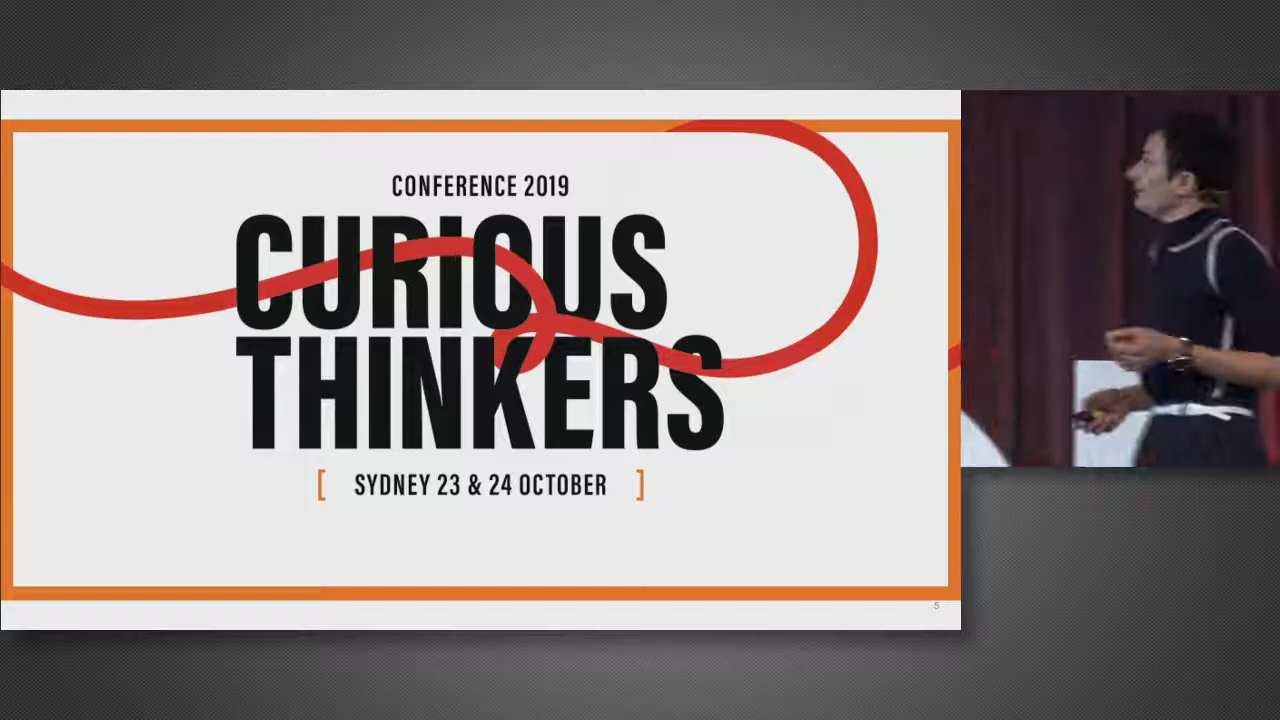 CONFERENCE 2019
CURIOUS
THINKERS
[ SYDNEY 23 & 24 OCTOBER ]
5